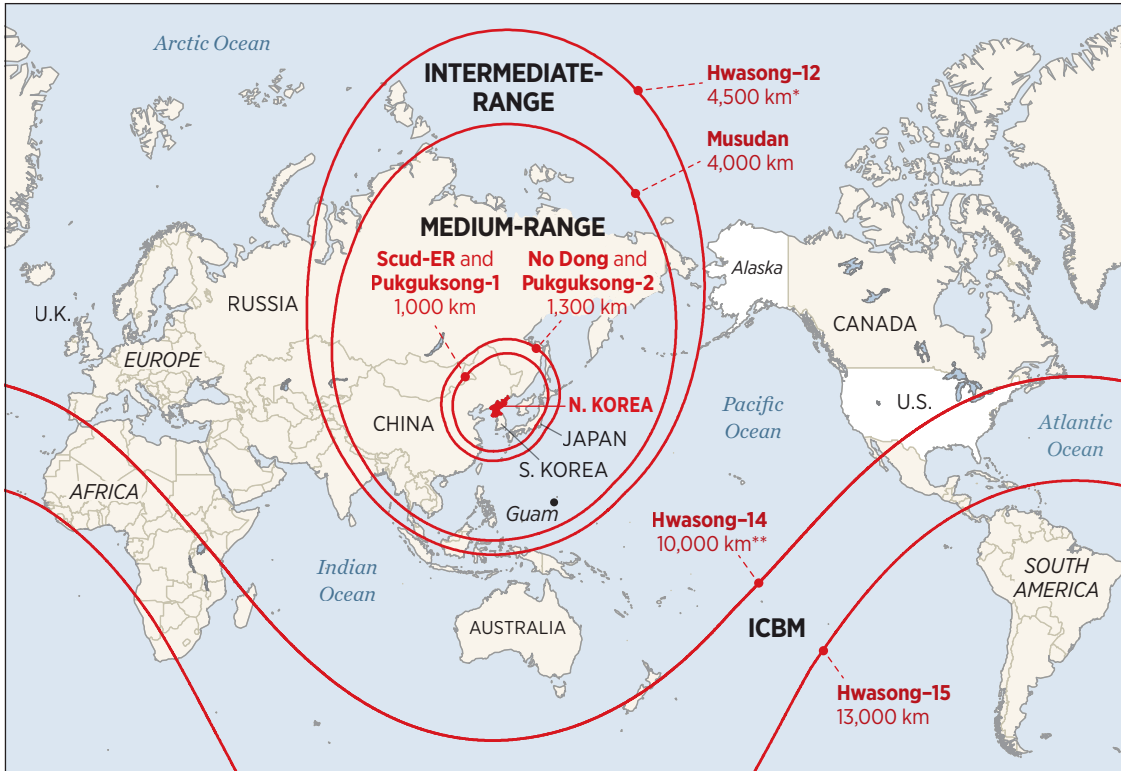 Arctic Ocean
INTERMEDIATE-
RANGE
Hwasong–12
4,500 km*
Musudan
4,000 km
MEDIUM-RANGE
Scud-ER and
Pukguksong-1
1,000 km
No Dong and
Pukguksong-2
1,300 km
Alaska
RUSSIA
U.K.
CANADA
EUROPE
N. KOREA
U.S.
Pacific
Ocean
Atlantic
Ocean
CHINA
JAPAN
S. KOREA
AFRICA
Guam
Hwasong–14
10,000 km**
Indian
Ocean
SOUTH
AMERICA
AUSTRALIA
ICBM
Hwasong–15
13,000 km